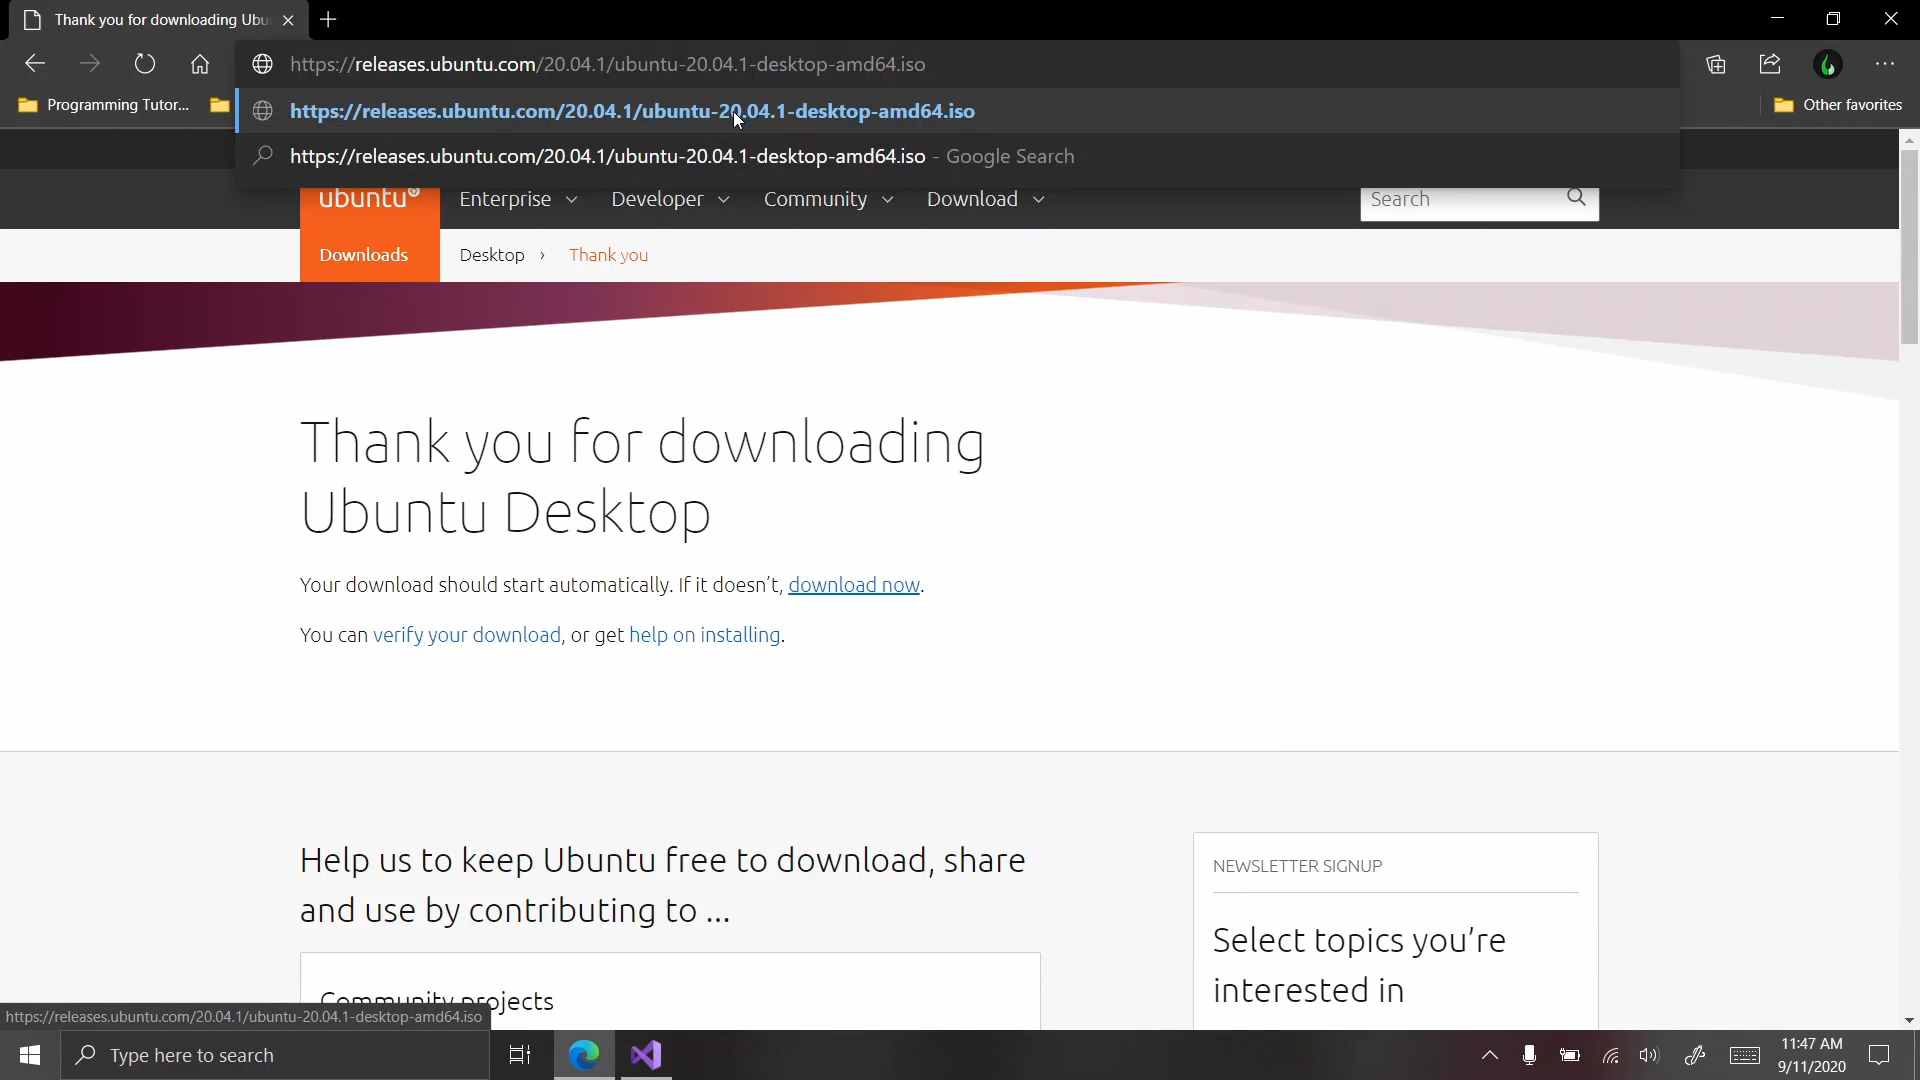 Thank you for downloading Ubu
https://releases.ubuntu.com/20.04.1/ubuntu-20.04.1-desktop-amd64.iso
Programming Tutor...
https://releases.ubuntu.com/20.04.1/ubuntu-20.04.1-desktop-amd64.iso
Other favorites
https://releases.ubuntu.com/20.04.1/ubuntu-20.04.1-desktop-amd64.iso - Google Search
ubuntu® Enterprise Developer Community Download Search
Downloads Desktop › Thank you
Thank you for downloading
Ubuntu Desktop
Your download should start automatically. If it doesn’t, download now.
You can verify your download, or get help on installing.
Help us to keep Ubuntu free to download, share
and use by contributing to ...
Community projects
NEWSLETTER SIGNUP
Select topics you’re
interested in
https://releases.ubuntu.com/20.04.1/ubuntu-20.04.1-desktop-amd64.iso
Type here to search
11:47 AM
9/11/2020